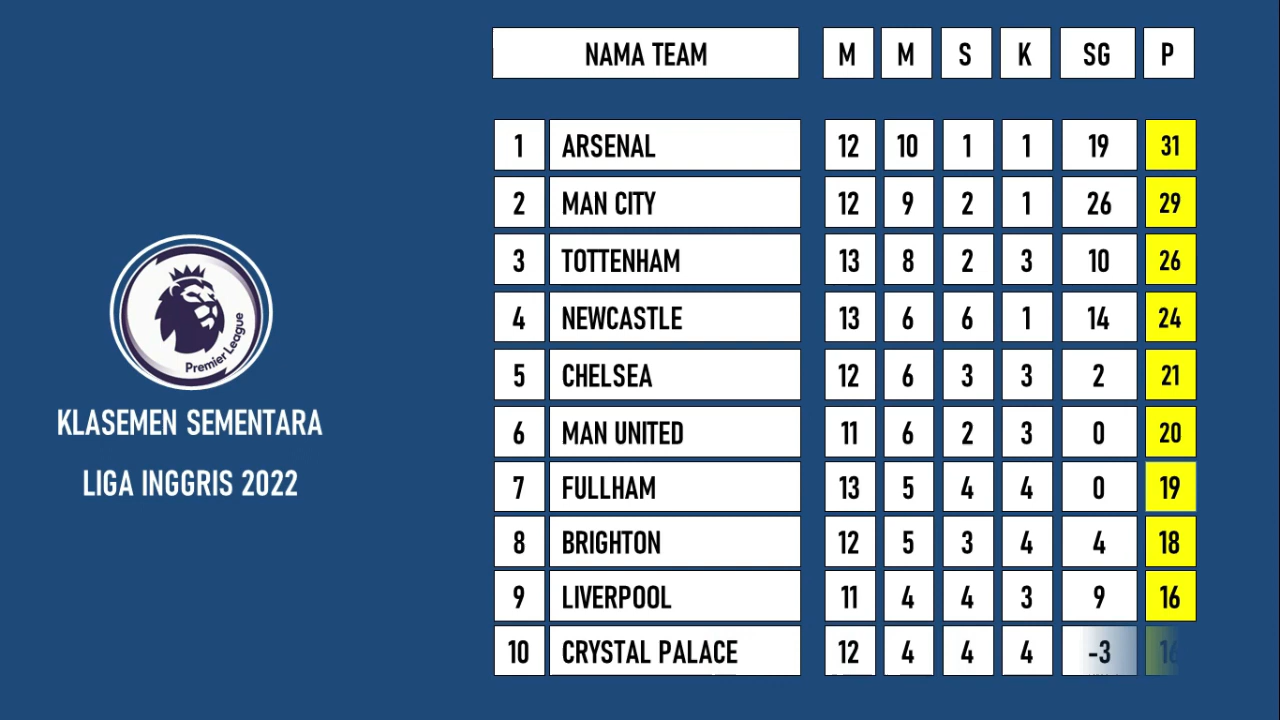 NAMA TEAM M M S K SG P
1 ARSENAL 12 10 1 1 19 31
2 MAN CITY 12 9 2 1 26 29
3 TOTTENHAM 13 8 2 3 10 26
4 NEWCASTLE 13 6 6 1 14 24
5 CHELSEA 12 6 3 3 2 21
6 MAN UNITED 11 6 2 3 0 20
7 FULLHAM 13 5 4 4 0 19
8 BRIGHTON 12 5 3 4 4 18
9 LIVERPOOL 11 4 4 3 9 16
10 CRYSTAL PALACE 12 4 4 4 -3
Premier League
KLASEMEN SEMENTARA
LIGA INGGRIS 2022